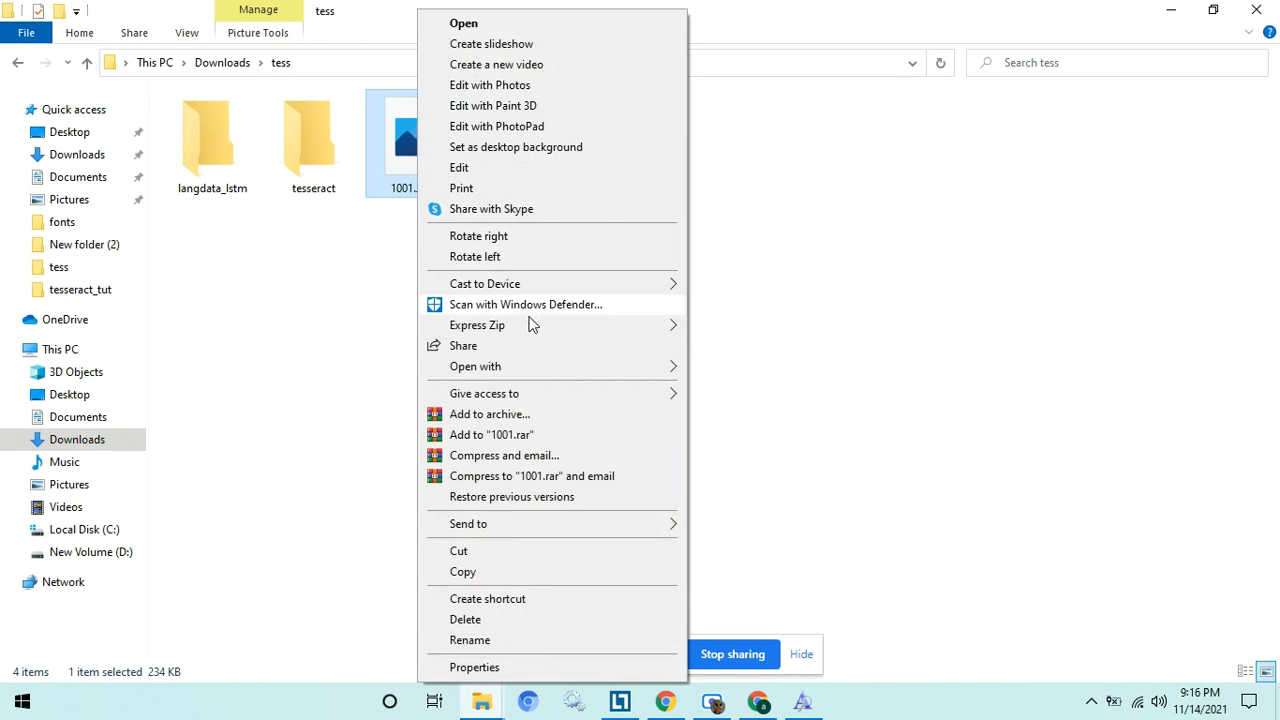 Manage
tess
File
Home
Share
View
Picture Tools
This PC
Downloads
tess
Search tess
Quick access
Desktop
Downloads
Documents
Pictures
fonts
New folder (2)
tess
tesseract_tut
OneDrive
This PC
3D Objects
Desktop
Documents
Downloads
Music
Pictures
Videos
Local Disk (C:)
New Volume (D:)
Network
langdata_lstm
tesseract
1001.
Open
Create slideshow
Create a new video
Edit with Photos
Edit with Paint 3D
Edit with PhotoPad
Set as desktop background
Edit
Print
Share with Skype
Rotate right
Rotate left
Cast to Device
Scan with Windows Defender...
Express Zip
Share
Open with
Give access to
Add to archive...
Add to "1001.rar"
Compress and email...
Compress to "1001.rar" and email
Restore previous versions
Send to
Cut
Copy
Create shortcut
Delete
Rename
Properties
Stop sharing
Hide
4 items
1 item selected 234 KB
9:16 PM
11/14/2021